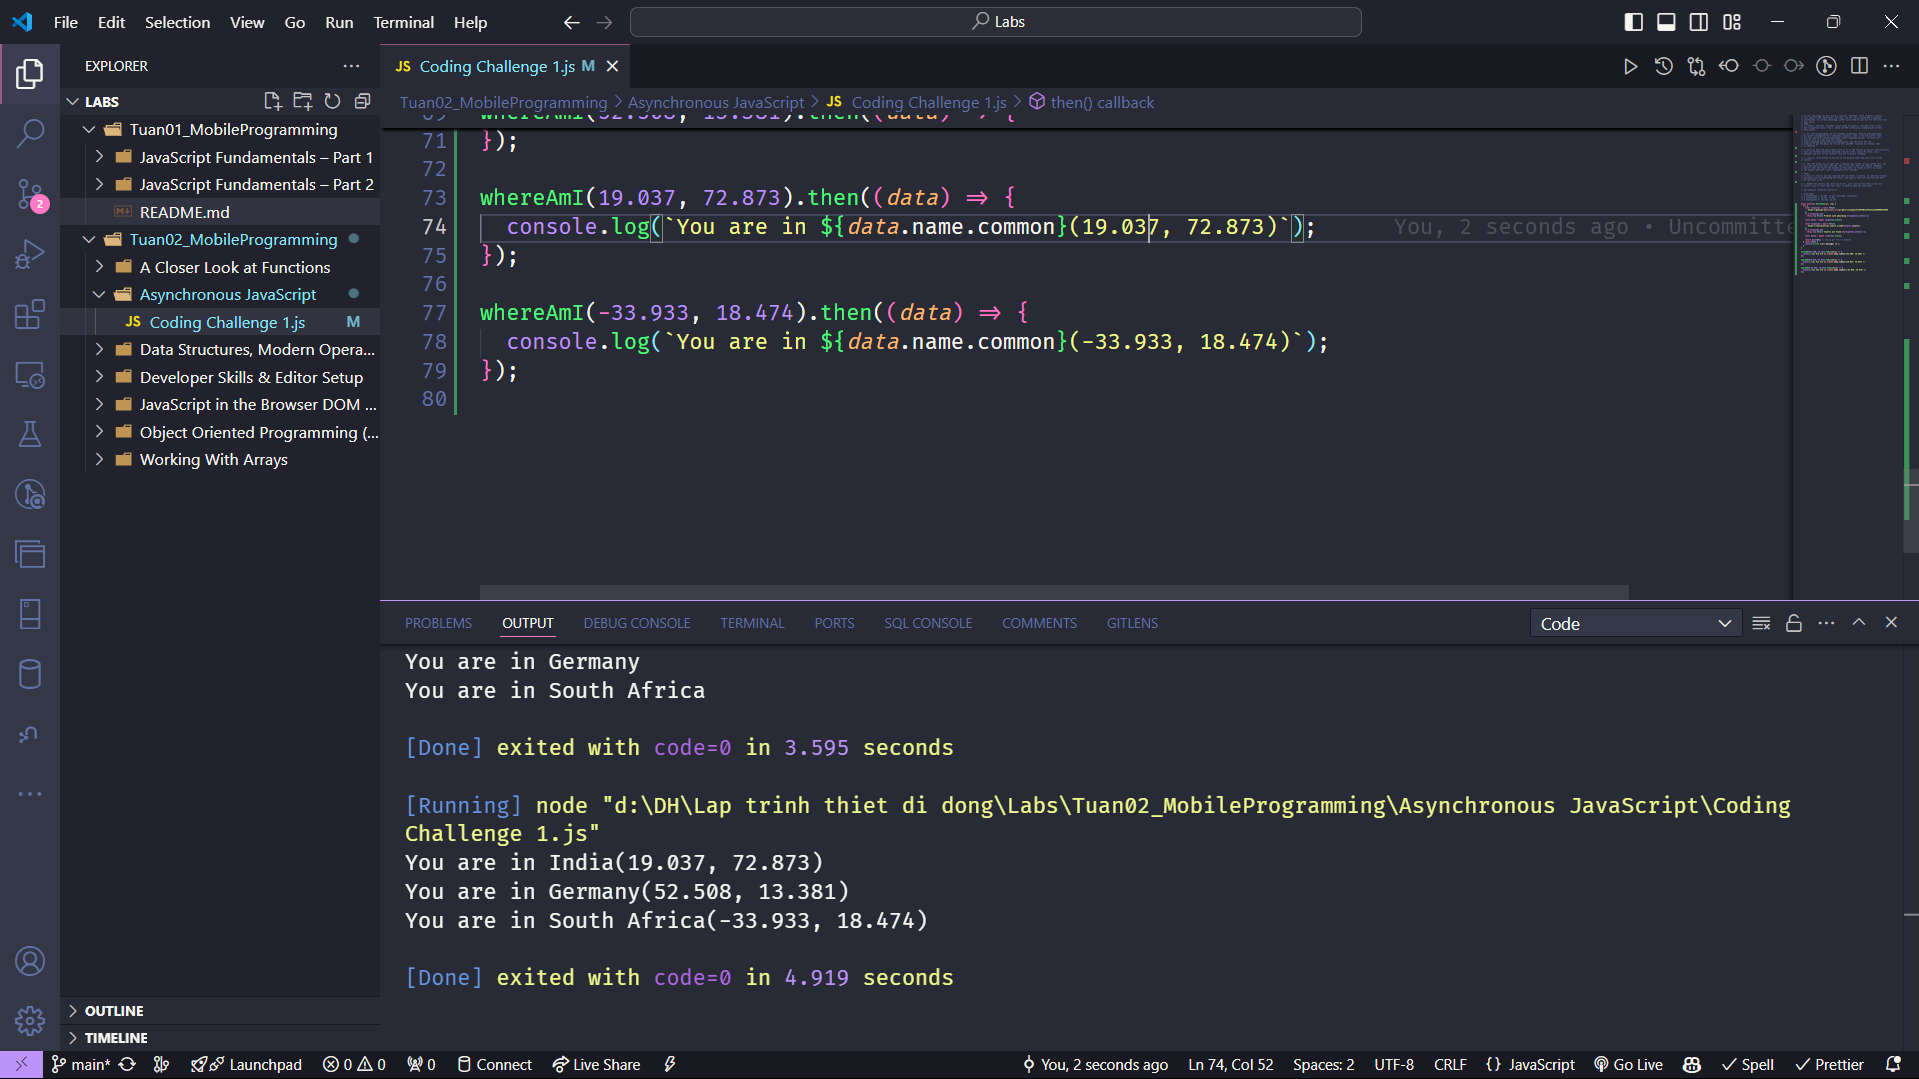 File Edit Selection View Go Run Terminal Help
Labs
EXPLORER
LABS
Tuan01_MobileProgramming
JavaScript Fundamentals – Part 1
JavaScript Fundamentals – Part 2
README.md
Tuan02_MobileProgramming
A Closer Look at Functions
Asynchronous JavaScript
JS Coding Challenge 1.js M
Data Structures, Modern Opera...
Developer Skills & Editor Setup
JavaScript in the Browser DOM ...
Object Oriented Programming (...
Working With Arrays
OUTLINE
TIMELINE
JS Coding Challenge 1.js M
Tuan02_MobileProgramming > Asynchronous JavaScript > JS Coding Challenge 1.js > then() callback
71 });
72
73 whereAmI(19.037, 72.873).then((data) => {
74 console.log(`You are in ${data.name.common}(19.037, 72.873)`); You, 2 seconds ago • Uncommitte
75 });
76
77 whereAmI(-33.933, 18.474).then((data) => {
78 console.log(`You are in ${data.name.common}(-33.933, 18.474)`);
79 });
80
PROBLEMS OUTPUT DEBUG CONSOLE TERMINAL PORTS SQL CONSOLE COMMENTS GITLENS
Code
You are in Germany
You are in South Africa
[Done] exited with code=0 in 3.595 seconds
[Running] node "d:\DH\Lap trinh thiet di dong\Labs\Tuan02_MobileProgramming\Asynchronous JavaScript\Coding
Challenge 1.js"
You are in India(19.037, 72.873)
You are in Germany(52.508, 13.381)
You are in South Africa(-33.933, 18.474)
[Done] exited with code=0 in 4.919 seconds
2
main* Launchpad 0 0 0 Connect Live Share You, 2 seconds ago Ln 74, Col 52 Spaces: 2 UTF-8 CRLF {} JavaScript Go Live Spell Prettier